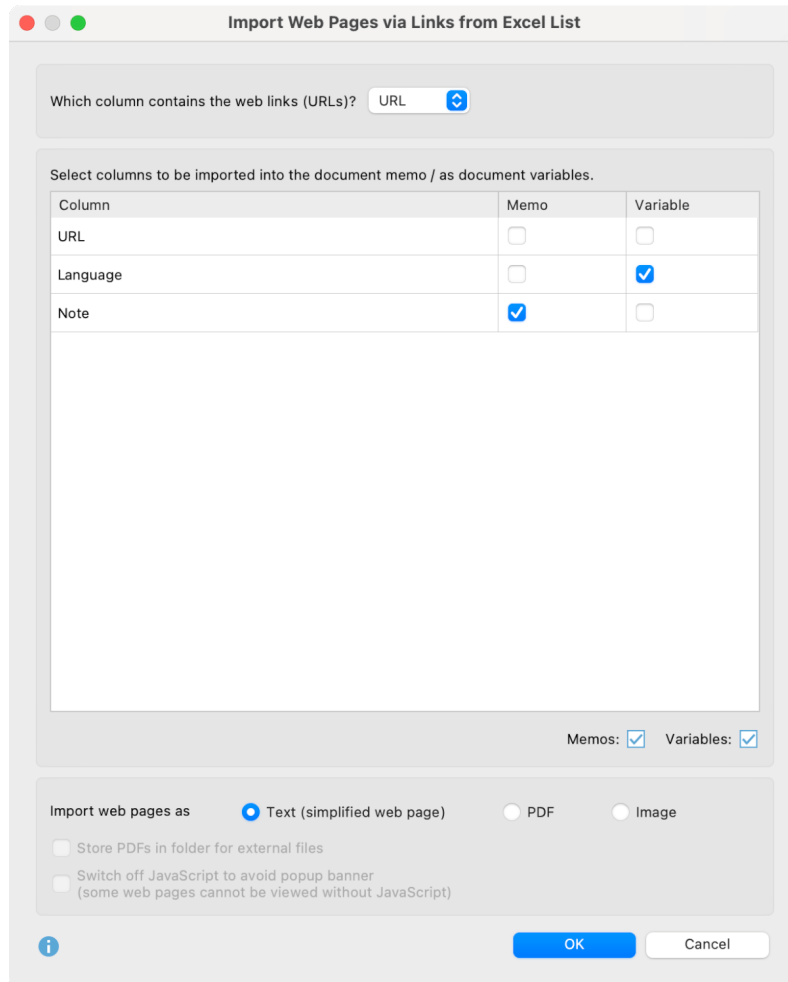 Import Web Pages via Links from Excel List
Which column contains the web links (URLs)? URL
Select columns to be imported into the document memo / as document variables.
Column Memo Variable
URL
Language
Note
Memos: Variables:
Import web pages as Text (simplified web page) PDF Image
Store PDFs in folder for external files
Switch off JavaScript to avoid popup banner
(some web pages cannot be viewed without JavaScript)
OK Cancel